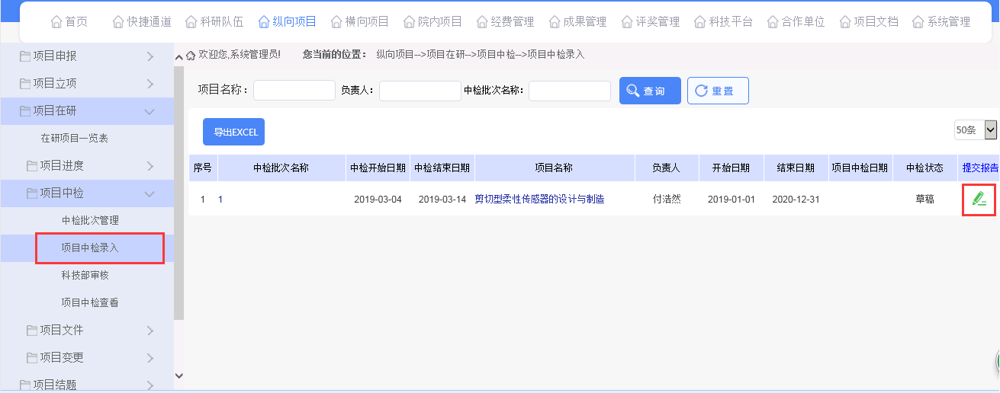 首页 快捷通道 科研队伍 纵向项目 横向项目 院内项目 经费管理 成果管理 评奖管理 科技平台 合作单位 项目文档 系统管理
项目申报
项目立项
项目在研
在研项目一览表
项目进度
项目中检
中检批次管理
项目中检录入
科技部审核
项目中检查看
项目文件
项目变更
项目结题
欢迎您,系统管理员! 您当前的位置： 纵向项目-->项目在研-->项目中检-->项目中检录入
项目名称： 负责人： 中检批次名称： 查询 重置
导出EXCEL 50条
序号 中检批次名称 中检开始日期 中检结束日期 项目名称 负责人 开始日期 结束日期 项目中检日期 中检状态 提交报告
1 1 2019-03-04 2019-03-14 剪切型柔性传感器的设计与制造 付浩然 2019-01-01 2020-12-31 草稿